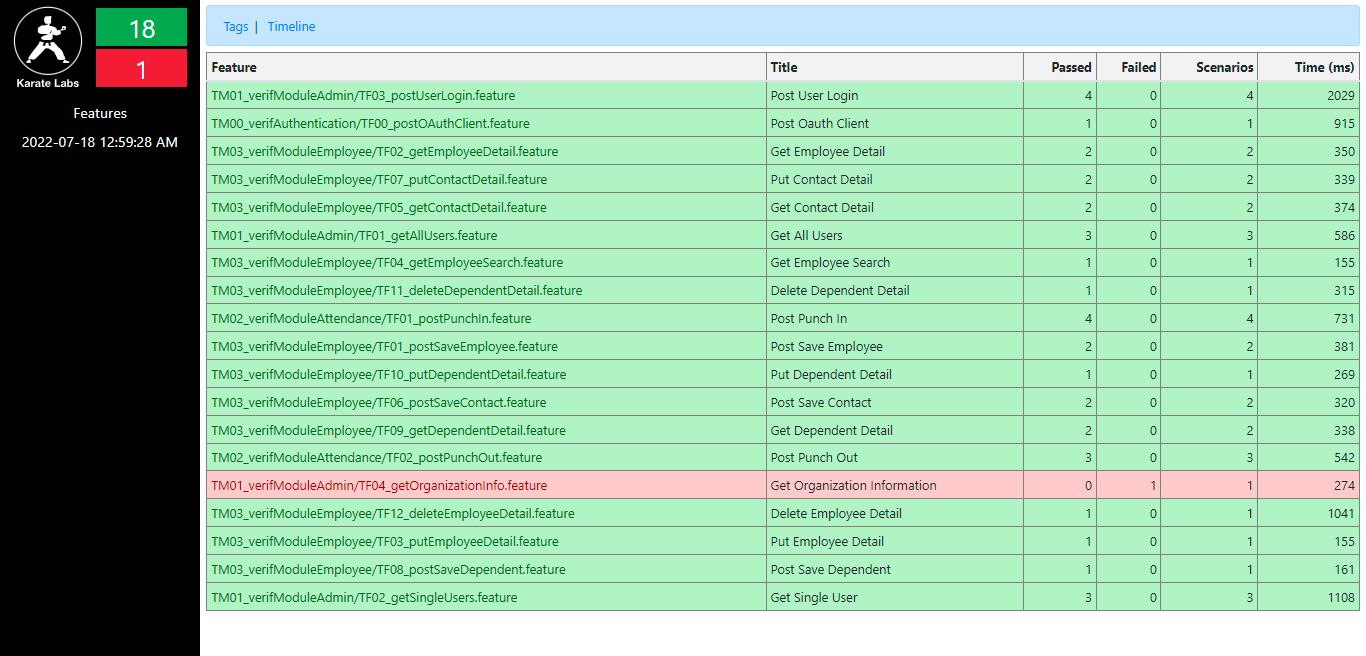 18
1
Karate Labs
Features
2022-07-18 12:59:28 AM
Tags | Timeline
Feature Title Passed Failed Scenarios Time (ms)
TM01_verifModuleAdmin/TF03_postUserLogin.feature Post User Login 4 0 4 2029
TM00_verifAuthentication/TF00_postOAuthClient.feature Post Oauth Client 1 0 1 915
TM03_verifModuleEmployee/TF02_getEmployeeDetail.feature Get Employee Detail 2 0 2 350
TM03_verifModuleEmployee/TF07_putContactDetail.feature Put Contact Detail 2 0 2 339
TM03_verifModuleEmployee/TF05_getContactDetail.feature Get Contact Detail 2 0 2 374
TM01_verifModuleAdmin/TF01_getAllUsers.feature Get All Users 3 0 3 586
TM03_verifModuleEmployee/TF04_getEmployeeSearch.feature Get Employee Search 1 0 1 155
TM03_verifModuleEmployee/TF11_deleteDependentDetail.feature Delete Dependent Detail 1 0 1 315
TM02_verifModuleAttendance/TF01_postPunchIn.feature Post Punch In 4 0 4 731
TM03_verifModuleEmployee/TF01_postSaveEmployee.feature Post Save Employee 2 0 2 381
TM03_verifModuleEmployee/TF10_putDependentDetail.feature Put Dependent Detail 1 0 1 269
TM03_verifModuleEmployee/TF06_postSaveContact.feature Post Save Contact 2 0 2 320
TM03_verifModuleEmployee/TF09_getDependentDetail.feature Get Dependent Detail 2 0 2 338
TM02_verifModuleAttendance/TF02_postPunchOut.feature Post Punch Out 3 0 3 542
TM01_verifModuleAdmin/TF04_getOrganizationInfo.feature Get Organization Information 0 1 1 274
TM03_verifModuleEmployee/TF12_deleteEmployeeDetail.feature Delete Employee Detail 1 0 1 1041
TM03_verifModuleEmployee/TF03_putEmployeeDetail.feature Put Employee Detail 1 0 1 155
TM03_verifModuleEmployee/TF08_postSaveDependent.feature Post Save Dependent 1 0 1 161
TM01_verifModuleAdmin/TF02_getSingleUsers.feature Get Single User 3 0 3 1108